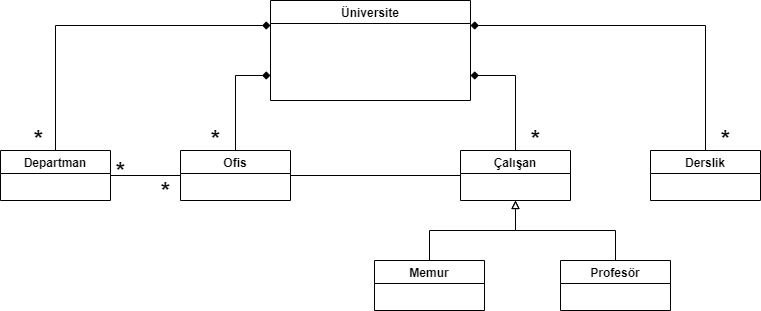 Üniversite
*
*
*
*
Departman
*
*
Ofis
Çalışan
Derslik
Memur
Profesör